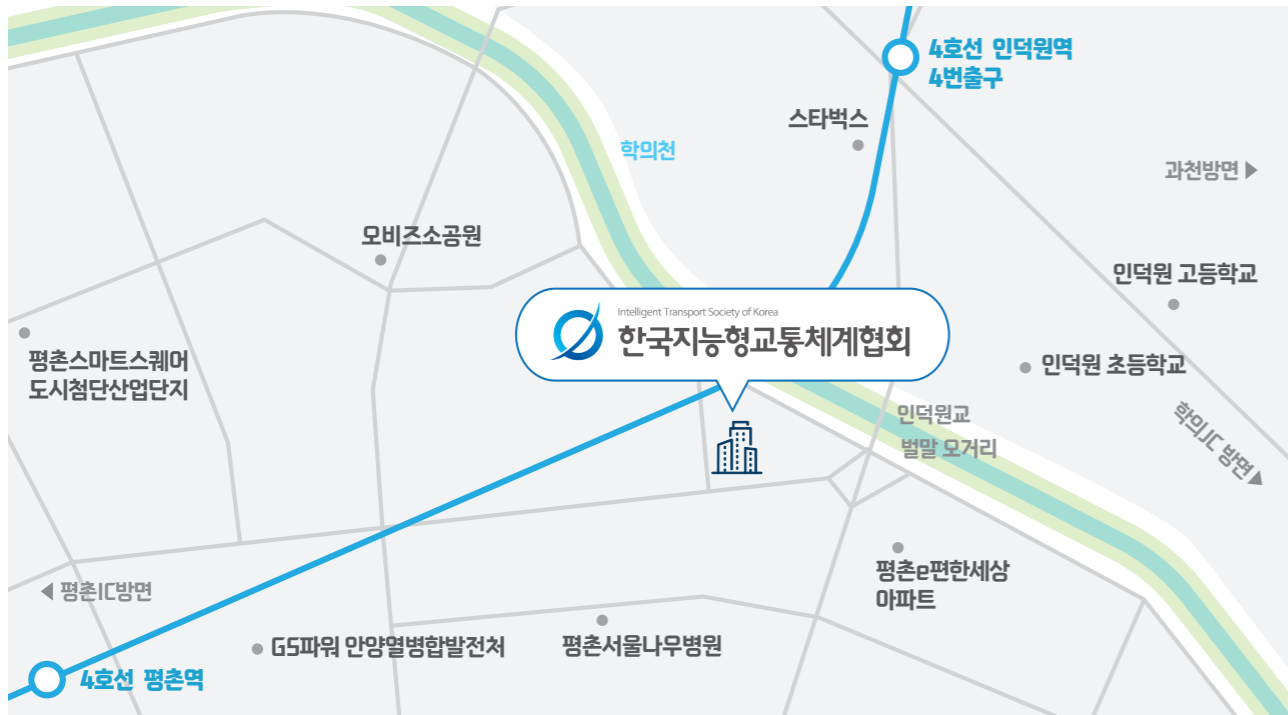 4호선 인덕원역
4번출구
스타벅스
학의천
과천방면 ▶
오비즈소공원
인덕원 고등학교
Intelligent Transport Society of Korea
한국지능형교통체계협회
평촌스마트스퀘어
도시첨단산업단지
인덕원 초등학교
인덕원교
벌말 오거리
학의JC 방면▶
평촌e편한세상
아파트
◀ 평촌IC방면
GS파워 안양열병합발전처
평촌서울나우병원
4호선 평촌역